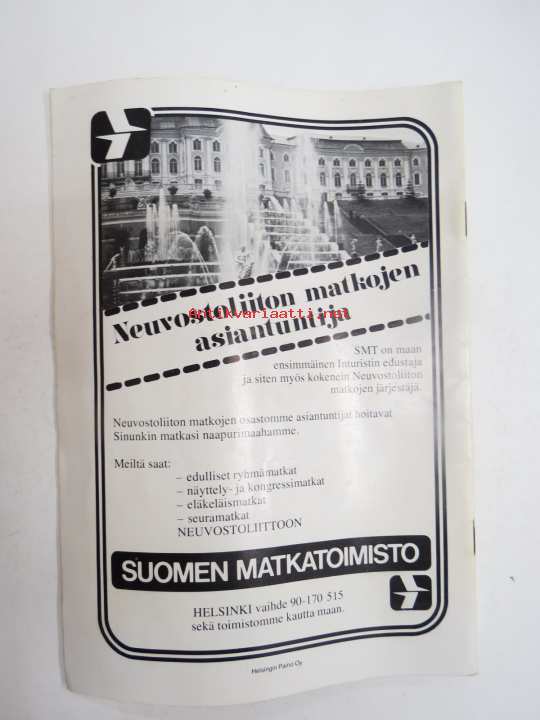 Neuvostoliiton matkojen
asiantuntija
Antikvariaatti.net
SMT on maan
ensimmäinen Inturistin edustaja
ja siten myös kokenein Neuvostoliiton
matkojen järjestäjä.
Neuvostoliiton matkojen osastomme asiantuntijat hoitavat
Sinunkin matkasi naapurimaahamme.
Meiltä saat:
– edulliset ryhmämatkat
– näyttely- ja kongressimatkat
– eläkeläismatkat
– seuramatkat
NEUVOSTOLIITTOON
SUOMEN MATKATOIMISTO
HELSINKI vaihde 90-170 515
sekä toimistomme kautta maan.
Helsingin Paino Oy